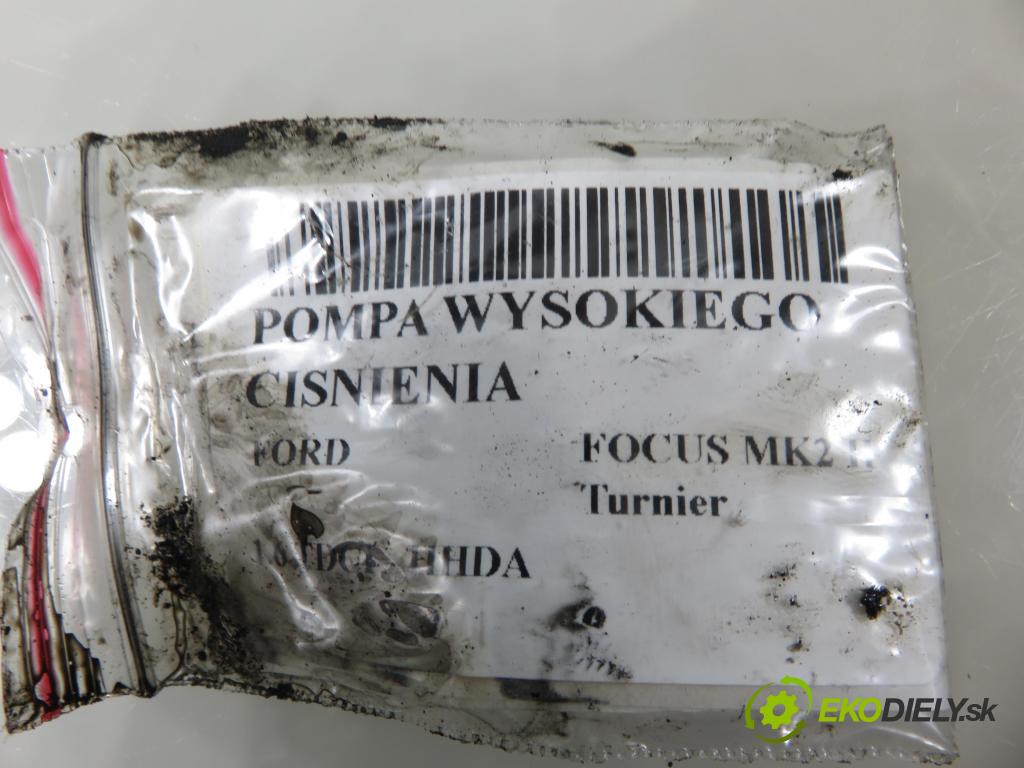 POMPA WYSOKIEGO
CISNIENIA
FORD FOCUS MK2
Turnier
HHDA
EKODIELY.sk